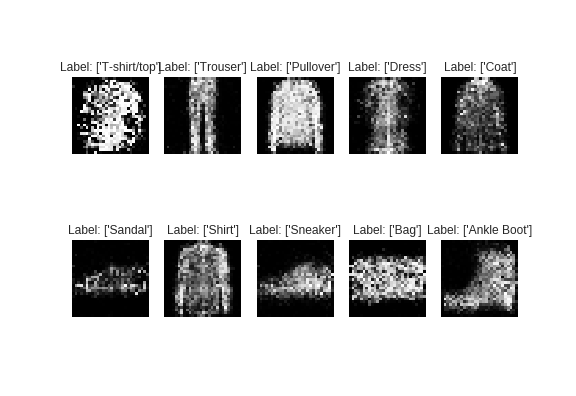 Label: ['T-shirt/top'] Label: ['Trouser'] Label: ['Pullover'] Label: ['Dress'] Label: ['Coat']
Label: ['Sandal'] Label: ['Shirt'] Label: ['Sneaker'] Label: ['Bag'] Label: ['Ankle Boot']